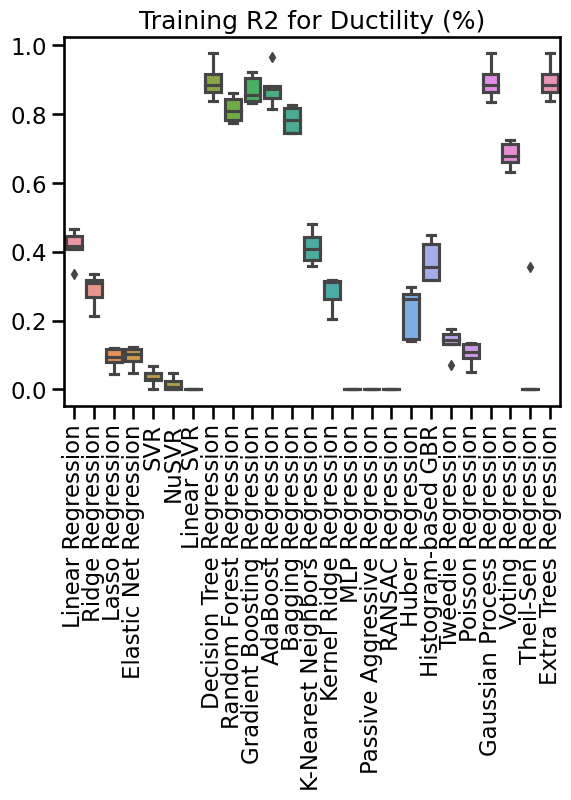 Training R2 for Ductility (%)
1.0
0.8
0.6
0.4
0.2
0.0
Linear Regression
Ridge Regression
Lasso Regression
Elastic Net Regression
SVR
NuSVR
Linear SVR
Decision Tree Regression
Random Forest Regression
Gradient Boosting Regression
AdaBoost Regression
Bagging Regression
K-Nearest Neighbors Regression
Kernel Ridge Regression
MLP Regression
Passive Aggressive Regression
RANSAC Regression
Huber Regression
Histogram-based GBR
Tweedie Regression
Poisson Regression
Gaussian Process Regression
Voting Regression
Theil-Sen Regression
Extra Trees Regression